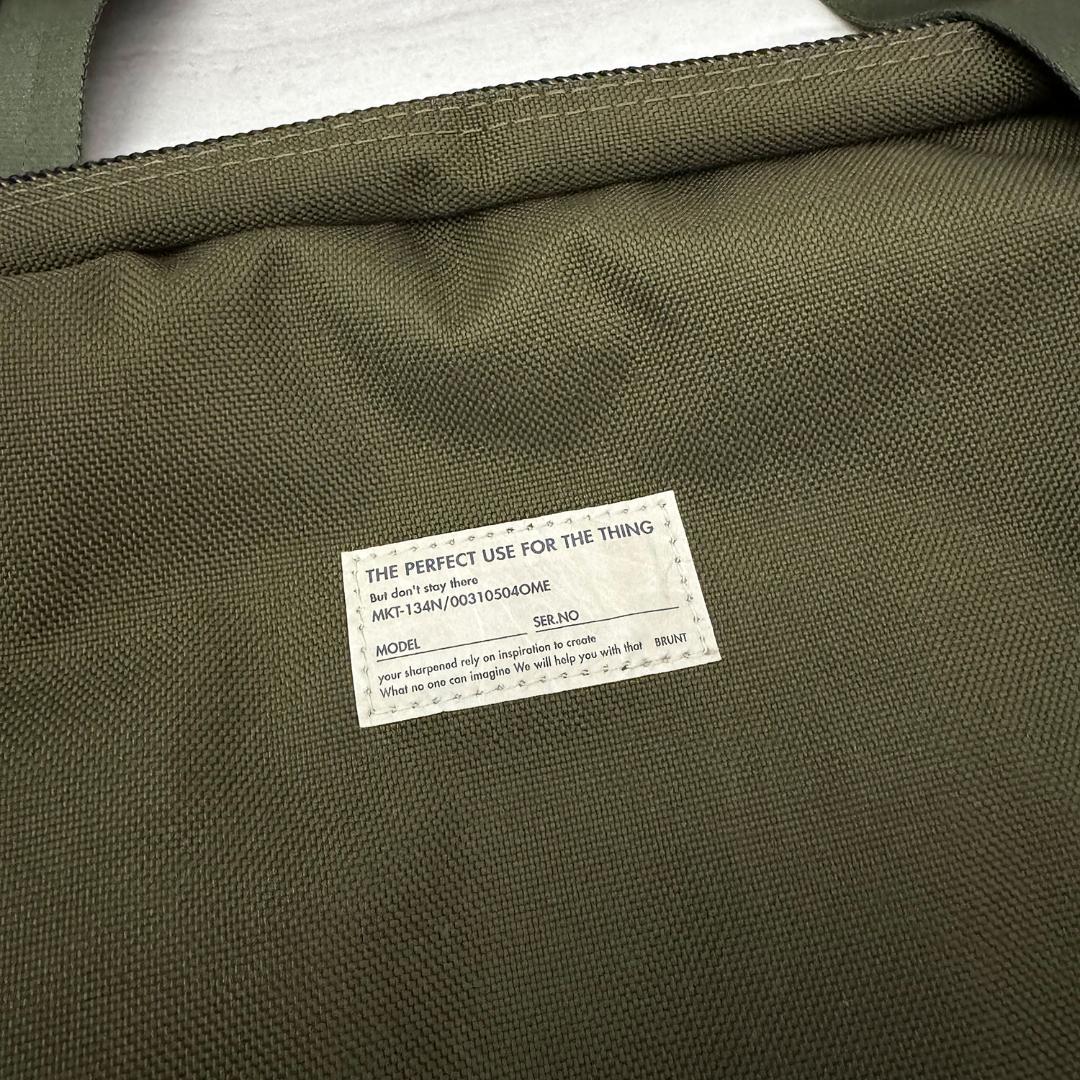 THE PERFECT USE FOR THE THING
But don't stay there
MKT-134N/00310504OME
MODEL SER.NO
your sharpened rely on inspiration to create
What no one can imagine We will help you with that BRUNT